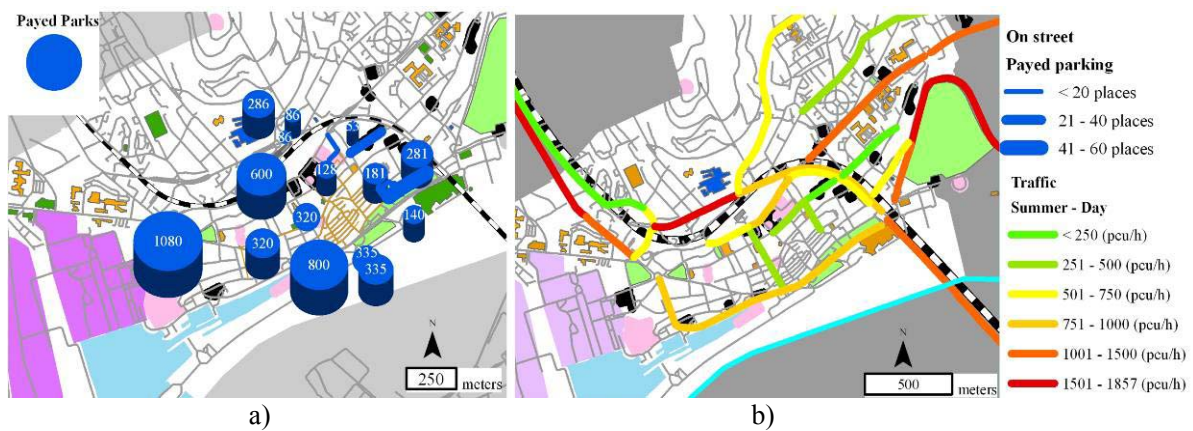 Payed Parks
286
86
86
53
600
128
181
281
320
140
1080
320
800
335
335
N
250 meters
a)
N
500 meters
b)
On street
Payed parking
< 20 places
21 - 40 places
41 - 60 places
Traffic
Summer - Day
< 250 (pcu/h)
251 - 500 (pcu/h)
501 - 750 (pcu/h)
751 - 1000 (pcu/h)
1001 - 1500 (pcu/h)
1501 - 1857 (pcu/h)